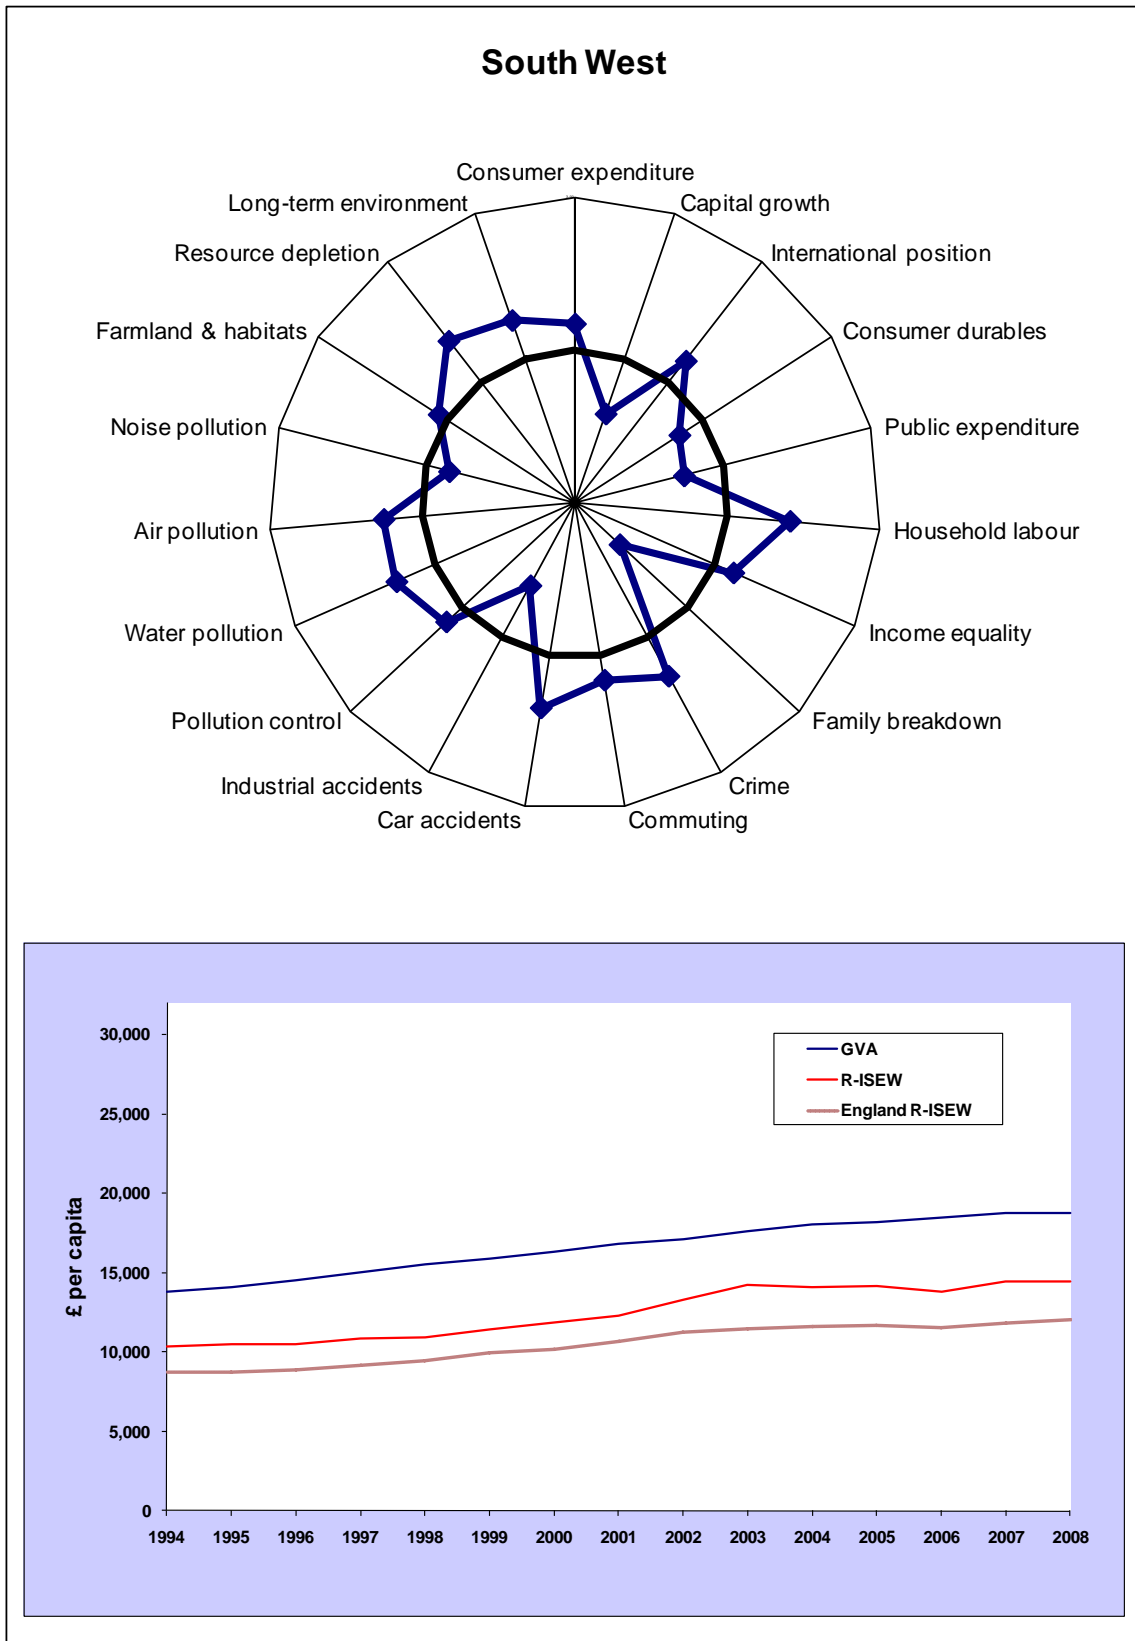 South West
Consumer expenditure
Long-term environment
Capital growth
Resource depletion
International position
Farmland & habitats
Consumer durables
Noise pollution
Public expenditure
Air pollution
Household labour
Water pollution
Income equality
Pollution control
Family breakdown
Industrial accidents
Crime
Car accidents
Commuting
30,000
25,000
20,000
15,000
10,000
5,000
0
£ per capita
GVA
R-ISEW
England R-ISEW
1994 1995 1996 1997 1998 1999 2000 2001 2002 2003 2004 2005 2006 2007 2008